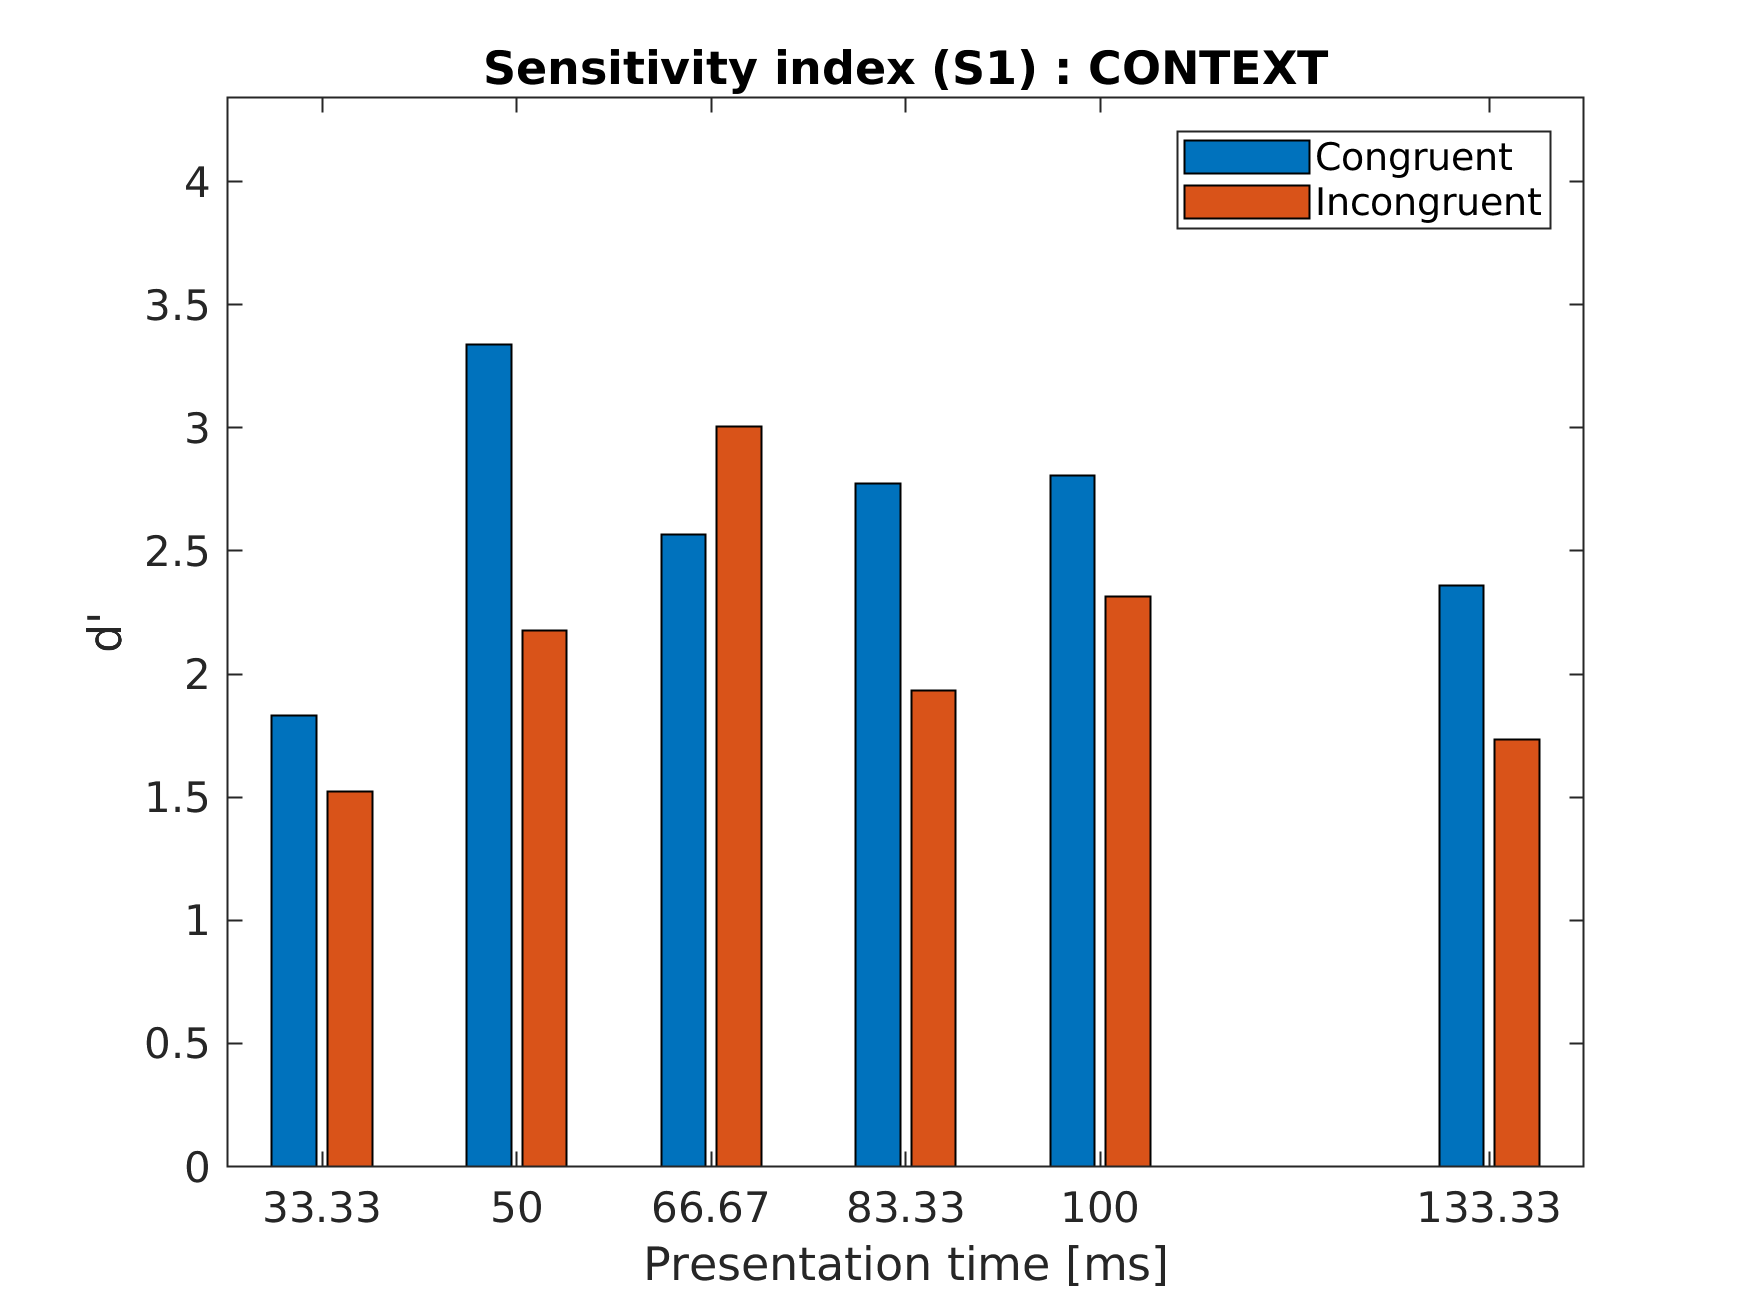 Sensitivity index (S1) : CONTEXT
Congruent
Incongruent
4
3.5
3
2.5
2
1.5
1
0.5
0
d'
33.33 50 66.67 83.33 100 133.33
Presentation time [ms]